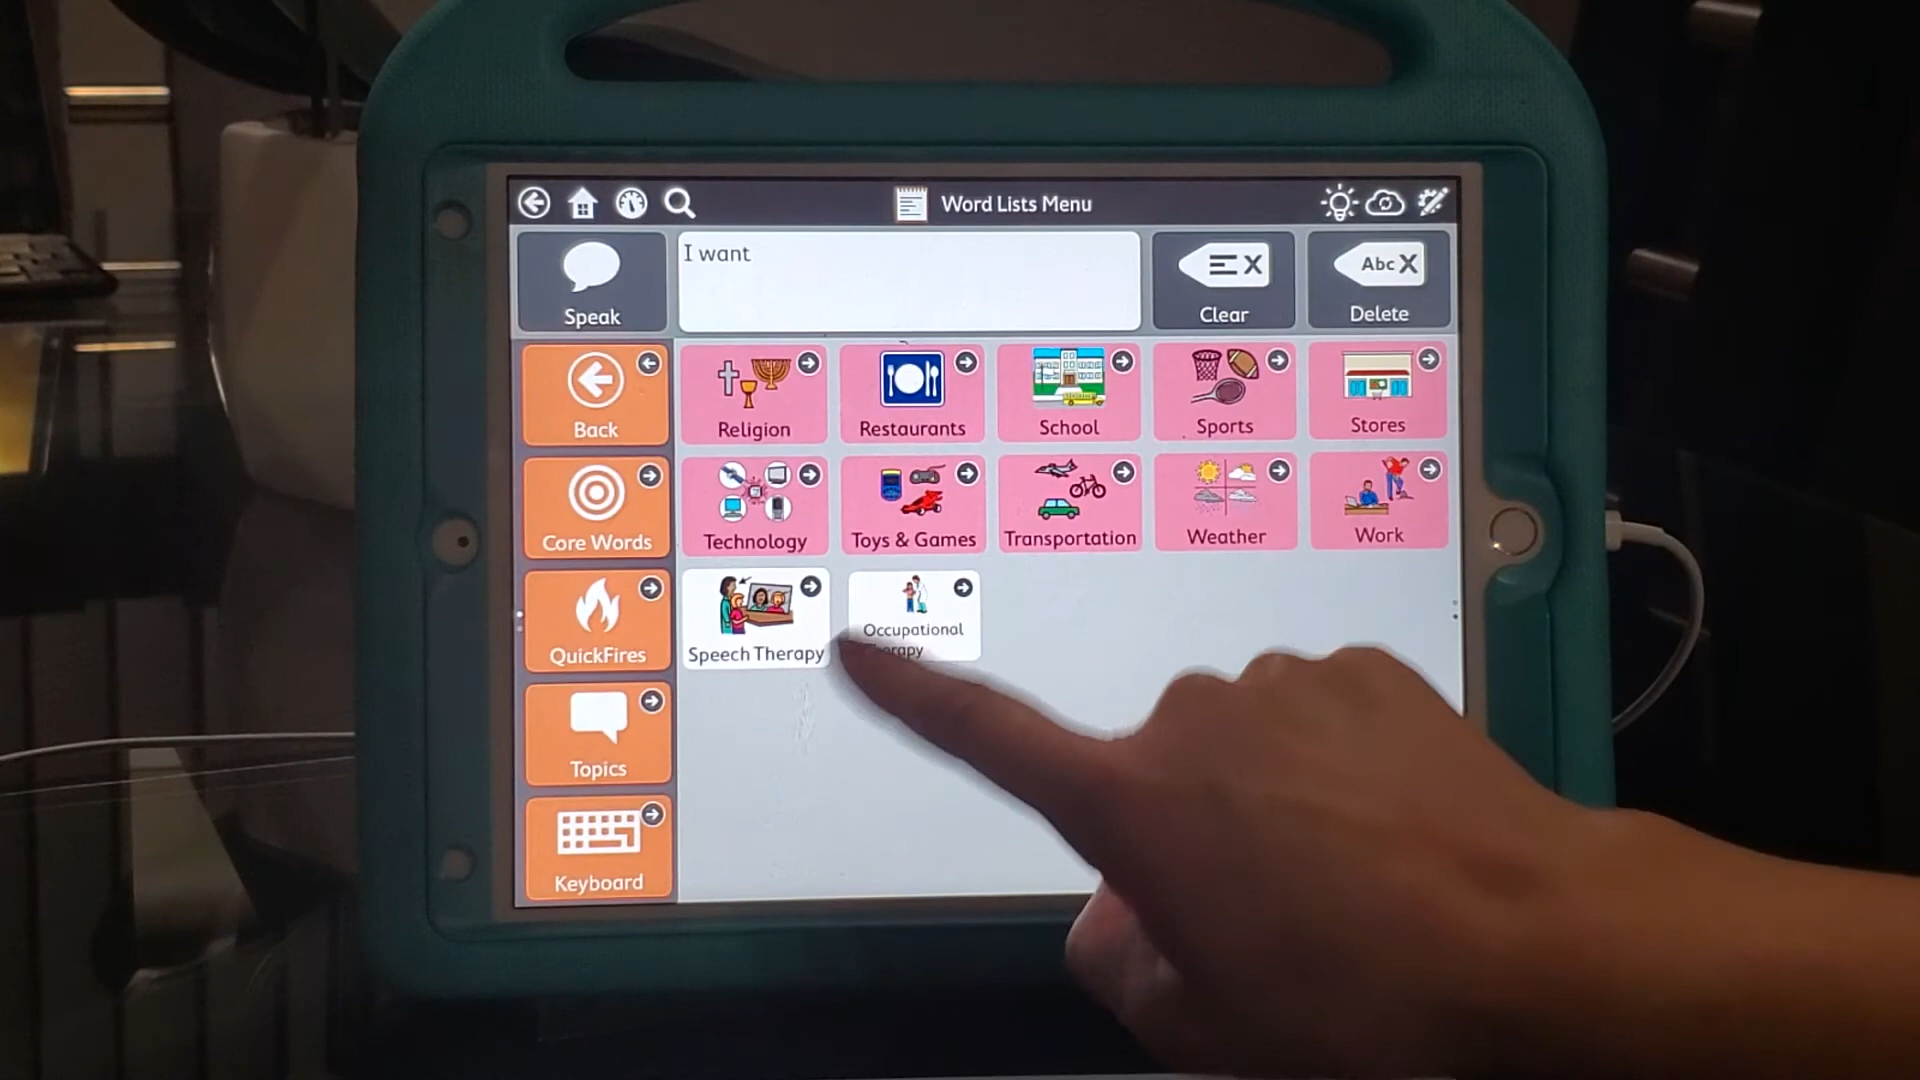 Word Lists Menu
Speak
I want
Clear
Abc X
Delete
Back
Religion
Restaurants
School
Sports
Stores
Core Words
Technology
Toys & Games
Transportation
Weather
Work
QuickFires
Speech Therapy
Occupational
Topics
Keyboard